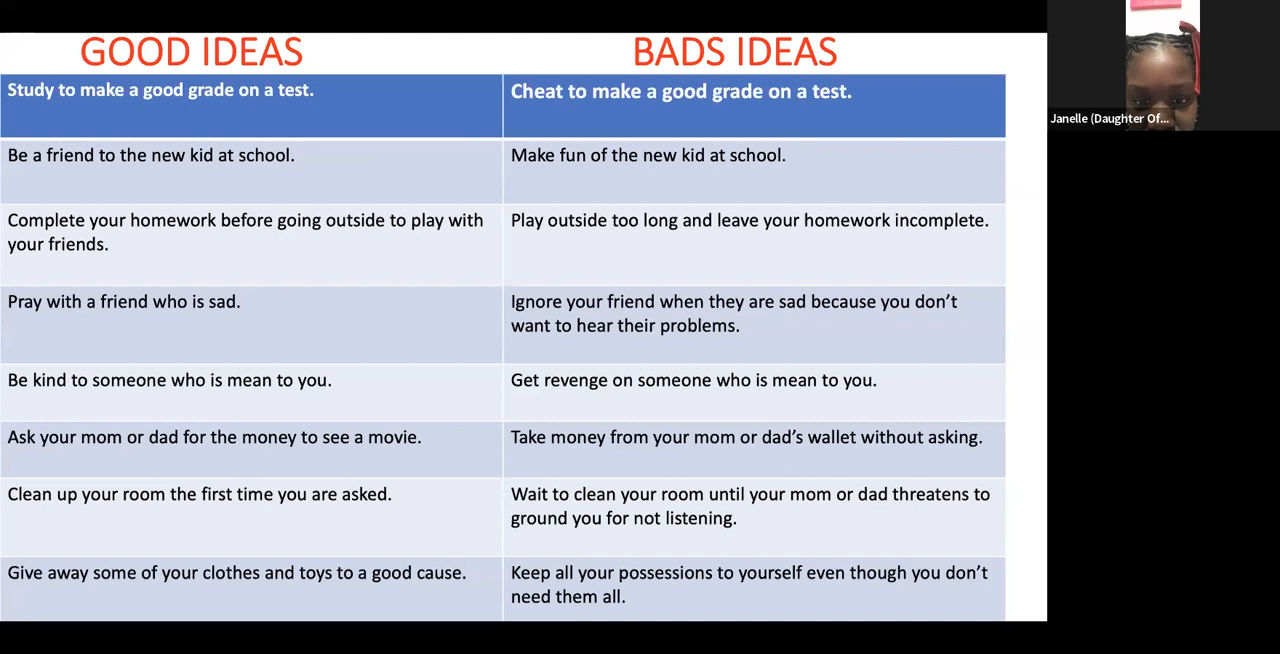 GOOD IDEAS
BADS IDEAS
Study to make a good grade on a test.
Cheat to make a good grade on a test.
Be a friend to the new kid at school.
Make fun of the new kid at school.
Complete your homework before going outside to play with
your friends.
Play outside too long and leave your homework incomplete.
Pray with a friend who is sad.
Ignore your friend when they are sad because you don't
want to hear their problems.
Be kind to someone who is mean to you.
Get revenge on someone who is mean to you.
Ask your mom or dad for the money to see a movie.
Take money from your mom or dad's wallet without asking.
Clean up your room the first time you are asked.
Wait to clean your room until your mom or dad threatens to
ground you for not listening.
Give away some of your clothes and toys to a good cause.
Keep all your possessions to yourself even though you don't
need them all.
Janelle (Daughter Of...